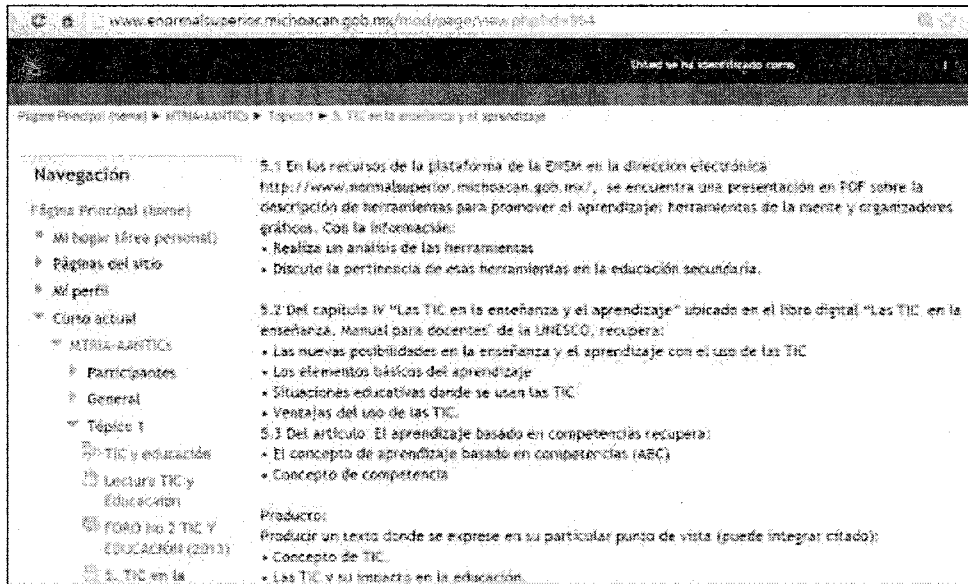 www.enormalsuperior.michoacan.gob.mx/mod/page/view.php?id=
Usted se ha identificado como
Página Principal (home) ► MTRIA-AANTICs ► Tópico 1 ► 5. TIC en la enseñanza y el aprendizaje
Navegación
Página Principal (home)
Mi hogar (área personal)
Páginas del sitio
Mi perfil
Curso actual
MTRIA-AANTICs
Participantes
General
Tópico 1
TIC y educación
Lectura TIC y
Educación
FORO No 2 TIC Y
EDUCACIÓN (2013)
5. TIC en la
5.1 En los recursos de la plataforma de la ENSM en la direccion electrónica
http://www.normalsuperior.michoacan.gob.mx/, se encuentra una presentación en PDF sobre la
descripción de herramientas para promover el aprendizaje: herramientas de la mente y organizadores
gráficos. Con la información:
• Realiza un análisis de las herramientas
• Discute la pertinencia de esas herramientas en la educación secundaria.
5.2 Del capítulo IV "Las TIC en la enseñanza y el aprendizaje" ubicado en el libro digital "Las TIC en la
enseñanza. Manual para docentes" de la UNESCO, recupera:
• Las nuevas posibilidades en la enseñanza y el aprendizaje con el uso de las TIC
• Los elementos básicos del aprendizaje
• Situaciones educativas dande se usan las TIC
• Ventajas del uso de las TIC.
5.3 Del artículo: El aprendizaje basado en competencias recupera:
• El concepto de aprendizaje basado en competencias (ABC)
• Concepto de competencia
Producto:
Producir un texto donde se exprese en su particular punto de vista (puede integrar citado):
• Concepto de TIC.
• Las TIC y su impacto en la educación.